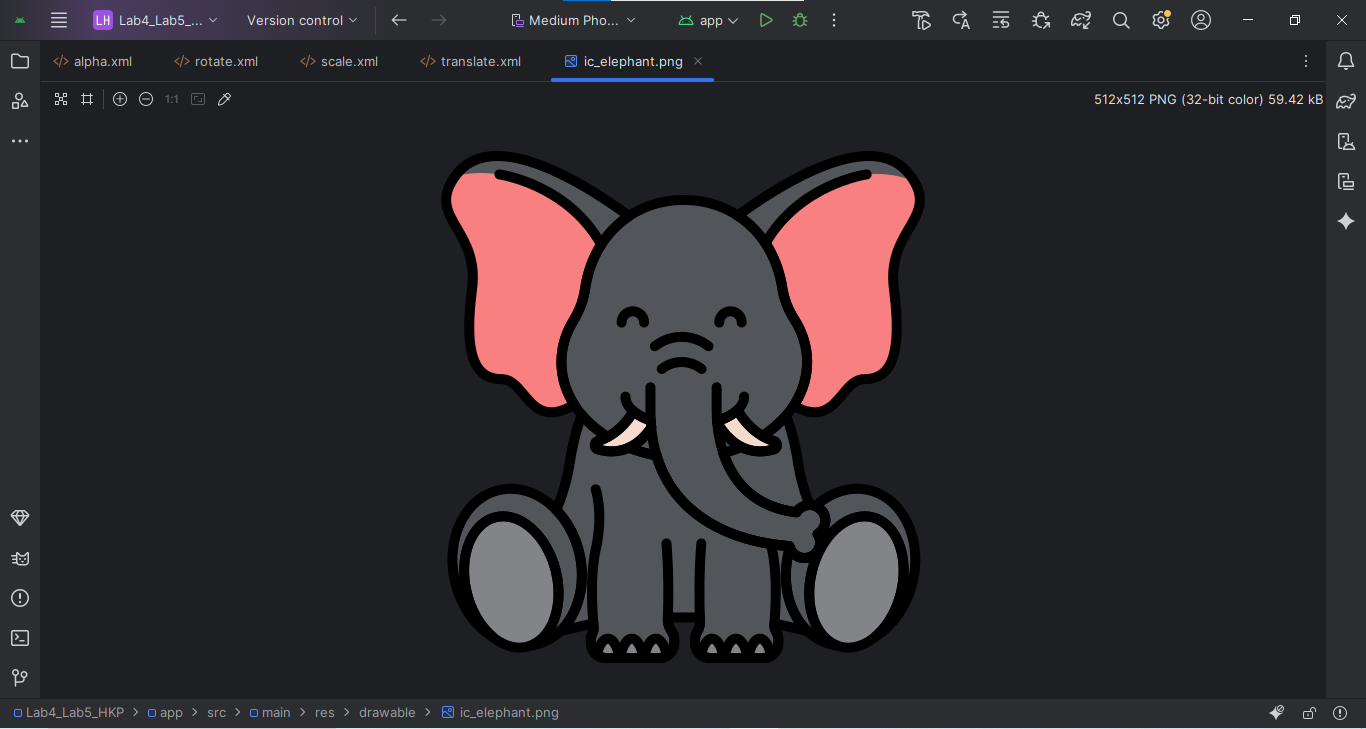 LH Lab4_Lab5_... Version control Medium Pho... app
alpha.xml rotate.xml scale.xml translate.xml ic_elephant.png
1:1 512x512 PNG (32-bit color) 59.42 kB
Lab4_Lab5_HKP > app > src > main > res > drawable > ic_elephant.png